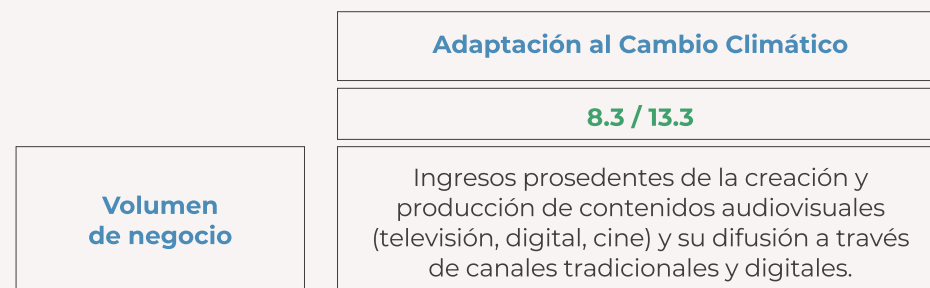 Adaptación al Cambio Climático
8.3 / 13.3
Volumen
de negocio
Ingresos prosedentes de la creación y
producción de contenidos audiovisuales
(televisión, digital, cine) y su difusión a través
de canales tradicionales y digitales.